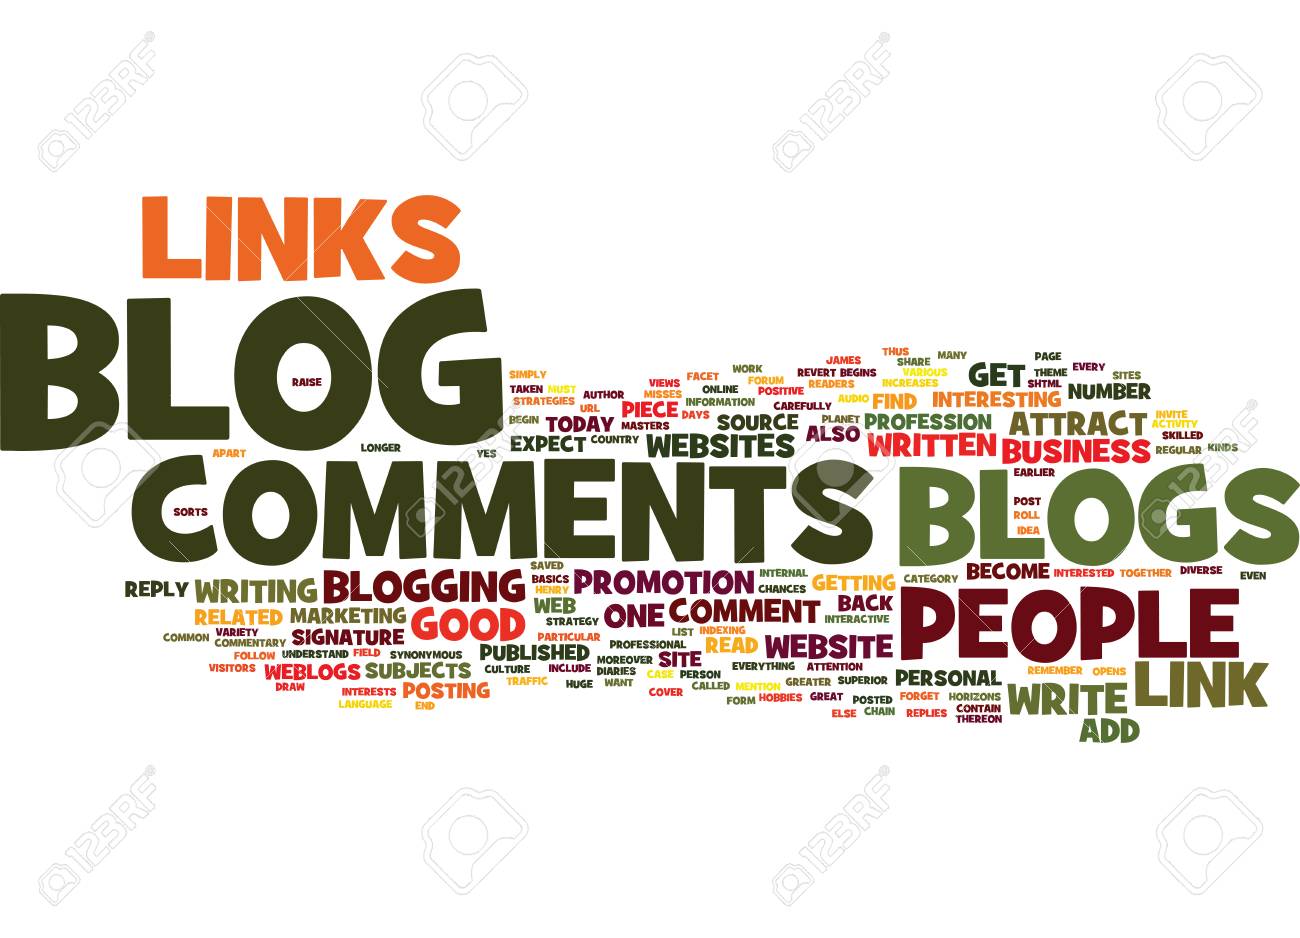 LINKS
BLOG
RAISE
APART
LONGER
YES
COMMENTS
SORTS
BLOGS
PEOPLE
LINK
WRITE
ADD
SIMPLY
TAKEN MUST
STRATEGIES
URL
BEGIN
TODAY
EXPECT
COUNTRY
AUTHOR
VIEWS
MISSES
PIECE
MASTERS
DAYS
WEBSITES
FACET
WORK
ONLINE
INFORMATION
FORUM
POSITIVE
CAREFULLY
SOURCE
ALSO
JAMES
REVERT BEGINS
READERS
AUDIO
PLANET
PROFESSION
WRITTEN
THUS
SHARE
MANY
VARIOUS
INCREASES
FIND
INTERESTING
GET
PAGE
THEME
EVERY
SHTML
SITES
NUMBER
ATTRACT
BUSINESS
INVITE
ACTIVITY
SKILLED
REGULAR
KINDS
EARLIER
POST
ROLL
IDEA
REPLY
WRITING
BLOGGING
SAVED
BASICS
HENRY
PROMOTION
INTERNAL
CHANCES
GETTING
CATEGORY
BECOME
INTERESTED
TOGETHER
DIVERSE
EVEN
RELATED
MARKETING
GOOD
WEB
STRATEGY
ONE
COMMENT
BACK
INTERACTIVE
COMMON
VARIETY
COMMENTARY
SIGNATURE
PARTICULAR
PROFESSIONAL
LIST
INDEXING
READ
WEBSITE
FOLLOW
UNDERSTAND
FIELD
SYNONYMOUS
PUBLISHED
MOREOVER
SITE
EVERYTHING
ATTENTION
VISITORS
WEBLOGS
SUBJECTS
CULTURE
INCLUDE
DIARIES
CASE
PERSON
GREATER
SUPERIOR
PERSONAL
REMEMBER
OPENS
DRAW
INTERESTS
POSTING
TRAFFIC
HUGE
WANT
COVER
CALLED
MENTION
FORM
HOBBIES
GREAT
POSTED
FORGET
HORIZONS
LANGUAGE
END
ELSE
CHAIN
REPLIES
CONTAIN
THEREON
123RF
123RF
123RF
123RF